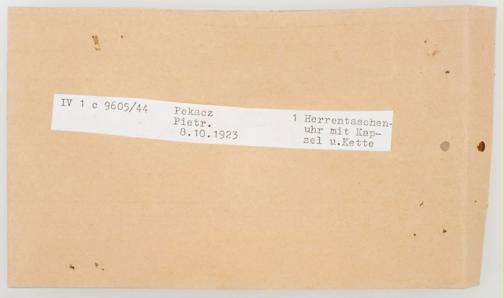 IV 1 c 9605/44 Pekacz 1 Herrentaschen-
Pietr. uhr mit Kap-
8.10.1923 sel u.Kette